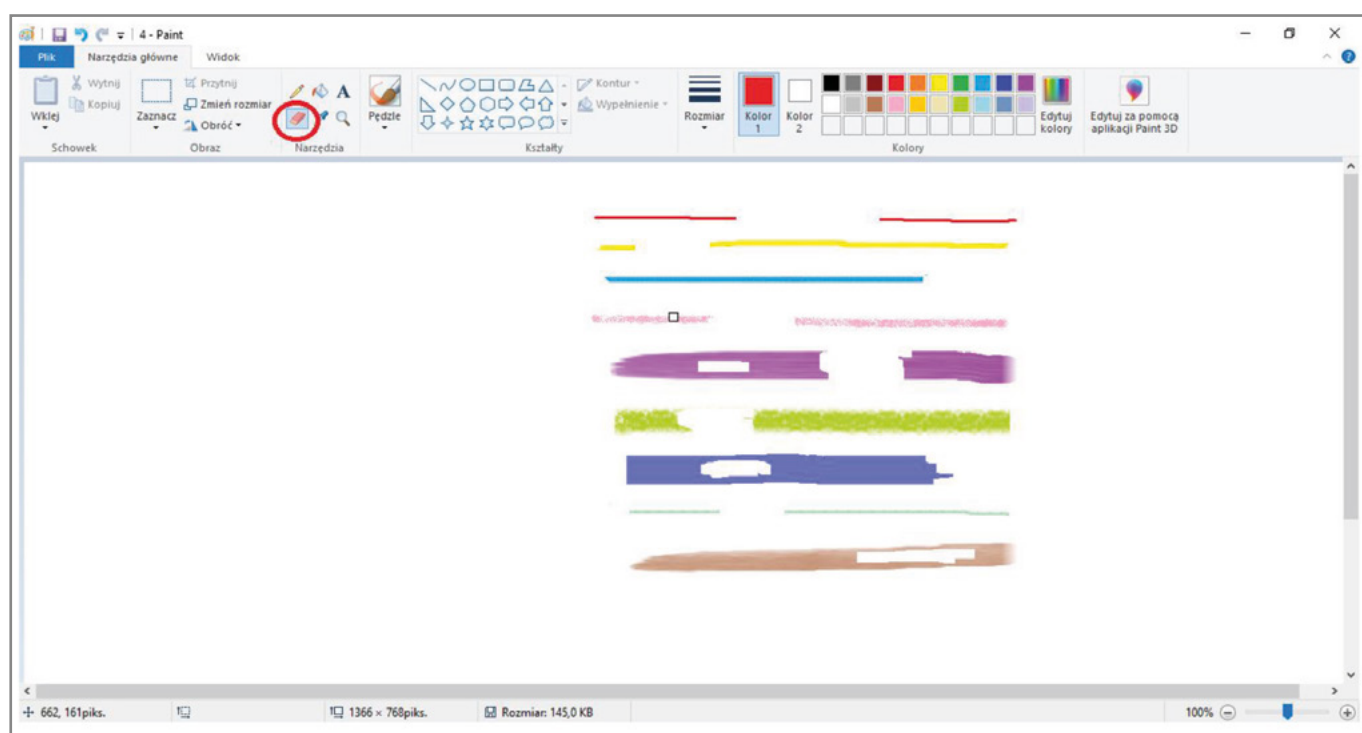 4 - Paint
Plik Narzędzia główne Widok
Wklej
Wytnij
Kopiuj
Schowek
Zaznacz
Przytnij
Zmień rozmiar
Obróć
Obraz
A
Narzędzia
Pędzle
Kontur
Wypełnienie
Kształty
Rozmiar
Kolor
1
Kolor
2
Edytuj
kolory
Kolory
Edytuj za pomocą
aplikacji Paint 3D
662, 161piks.
1366 × 768piks.
Rozmiar: 145,0 KB
100%